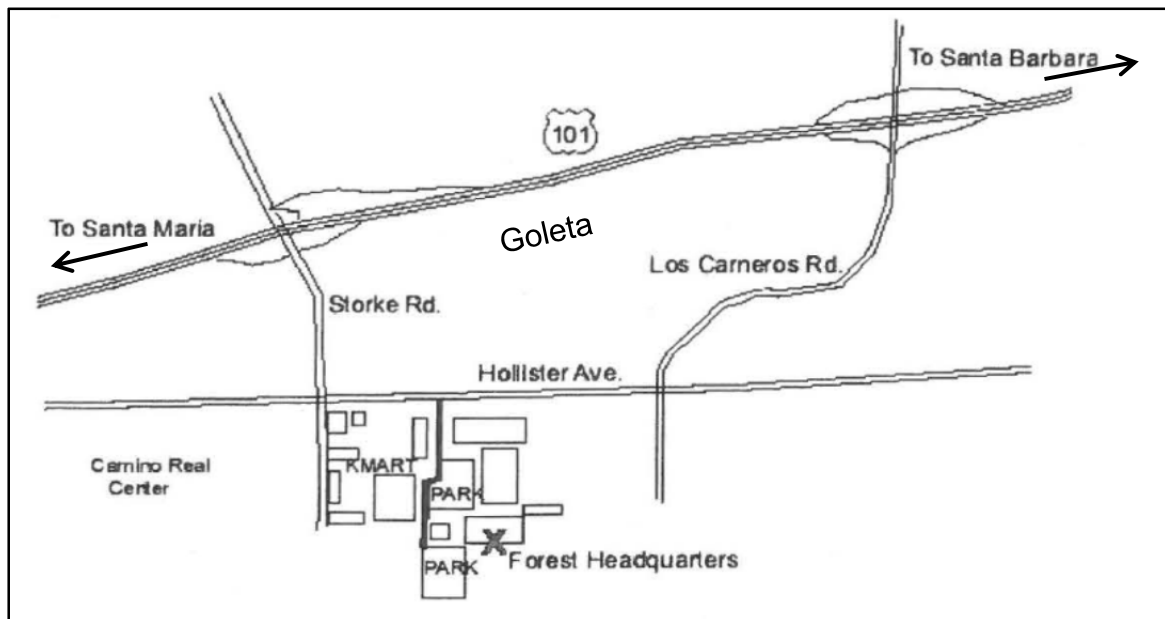 To Santa Barbara
101
To Santa Maria
Goleta
Los Carneros Rd.
Storke Rd.
Hollister Ave.
Camino Real
Center
KMART
PARK
PARK
Forest Headquarters